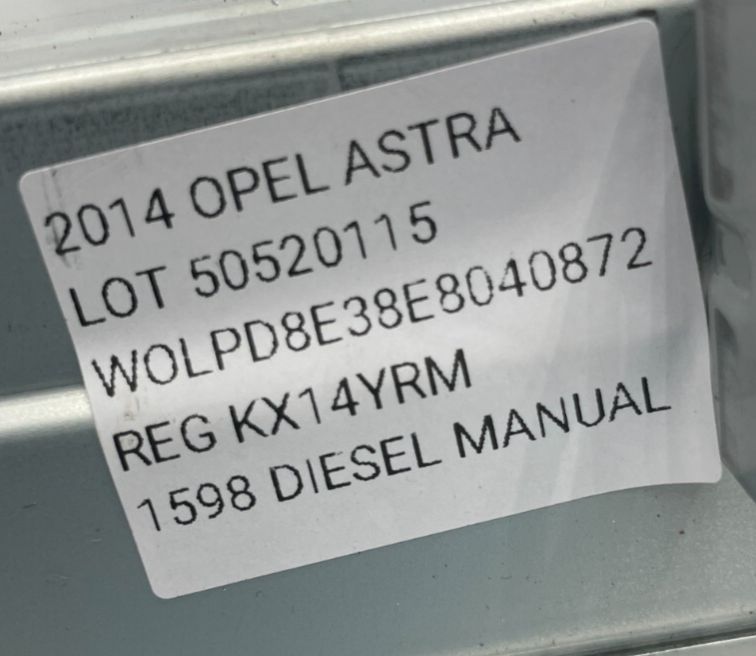 2014 OPEL ASTRA
LOT 50520115
WOLPD8E38E8040872
REG KX14YRM
1598 DIESEL MANUAL